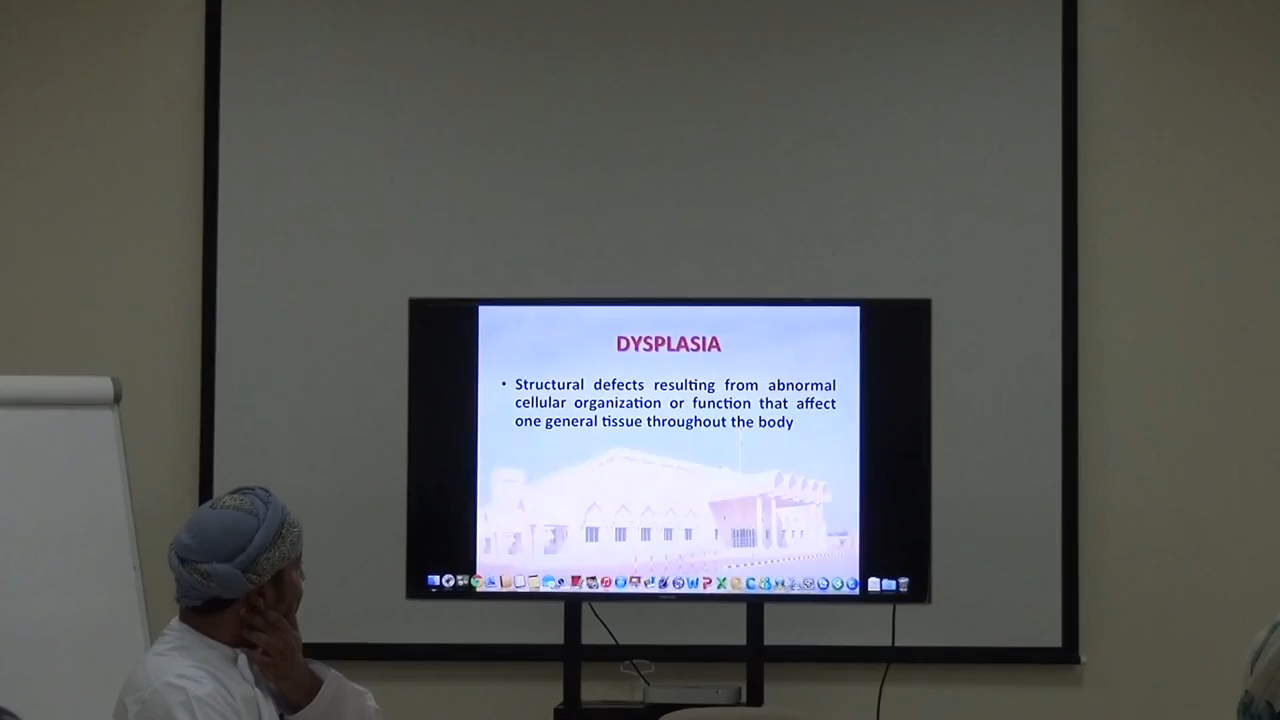 DYSPLASIA
• Structural defects resulting from abnormal
cellular organization or function that affect
one general tissue throughout the body